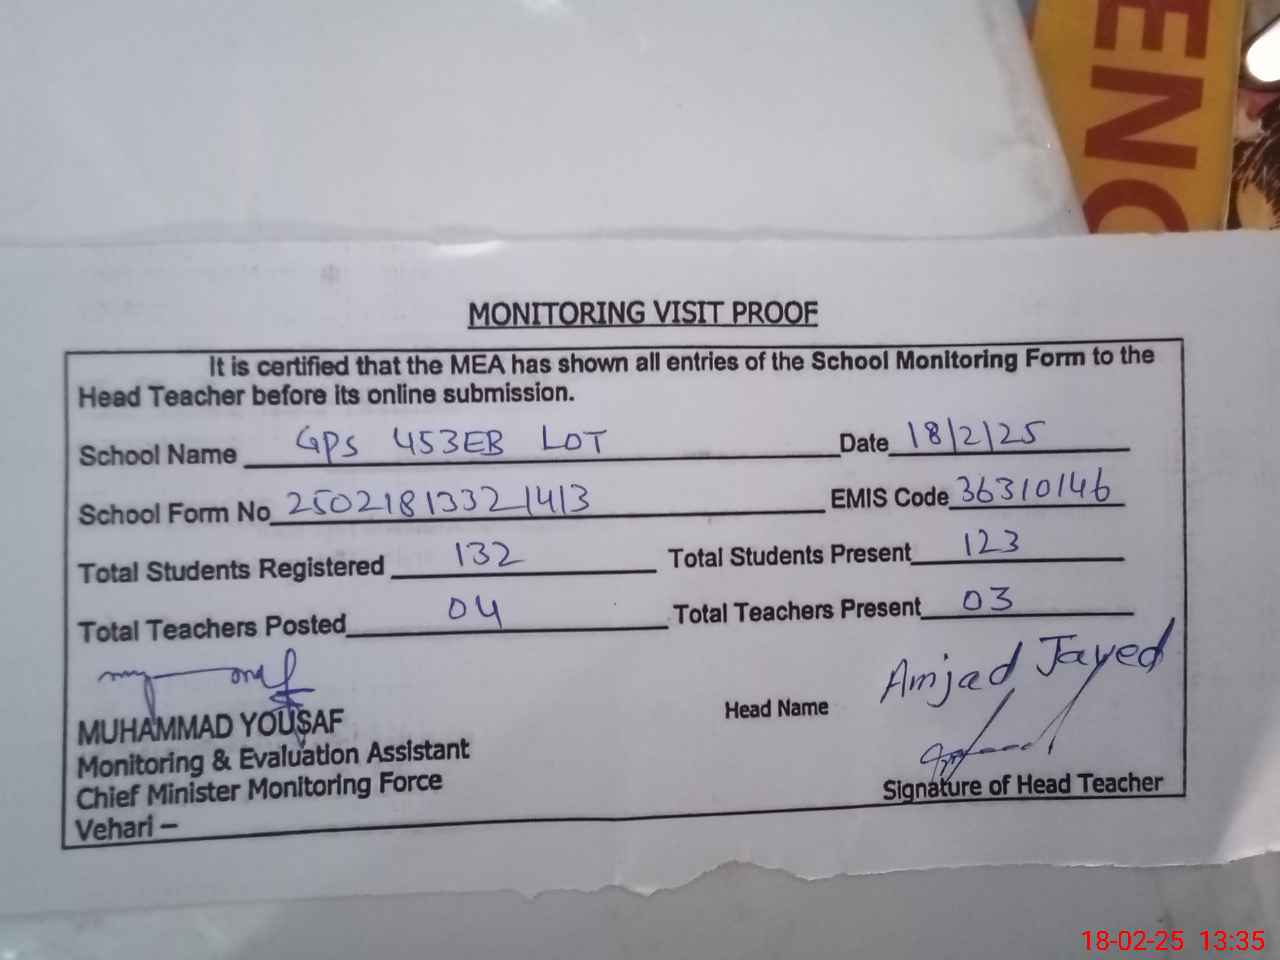 ENC
MONITORING VISIT PROOF
It is certified that the MEA has shown all entries of the School Monitoring Form to the
Head Teacher before its online submission.
School Name GPS 453EB LOT Date 18/2/25
School Form No 25021813321413 EMIS Code 36310146
Total Students Registered 132 Total Students Present 123
Total Teachers Posted 04 Total Teachers Present 03
MUHAMMAD YOUSAF
Monitoring & Evaluation Assistant
Chief Minister Monitoring Force
Vehari –
Head Name Amjad Javed
Signature of Head Teacher
18-02-25 13:35